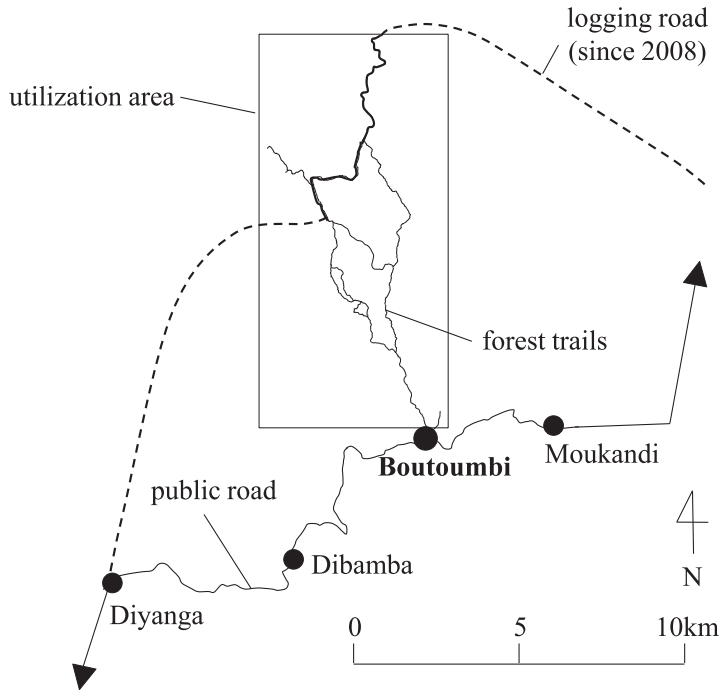 logging road
(since 2008)
utilization area
forest trails
Boutoumbi
Moukandi
public road
Dibamba
Diyanga
N
0 5 10km